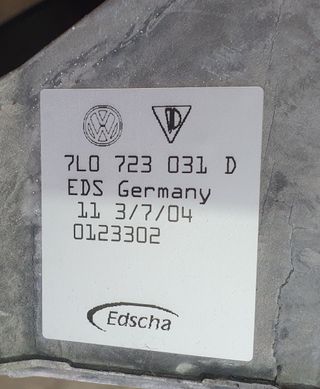 7L0 723 031 D
EDS Germany
11 3/7/04
0123302
Edscha